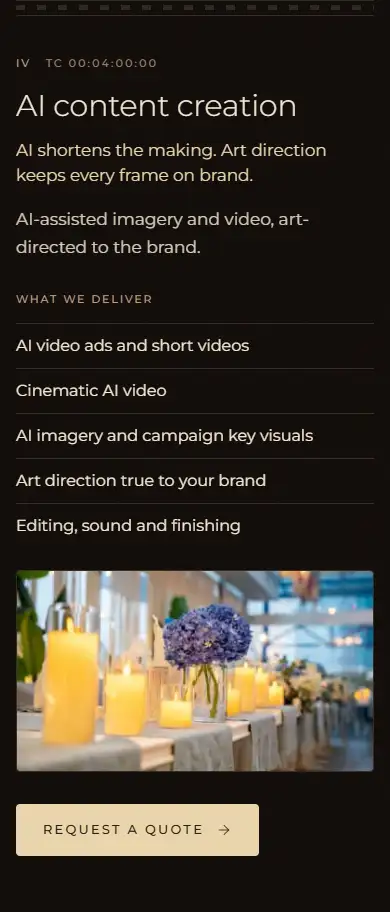 IV TC 00:04:00:00
AI content creation
AI shortens the making. Art direction
keeps every frame on brand.
AI-assisted imagery and video, art-
directed to the brand.
WHAT WE DELIVER
AI video ads and short videos
Cinematic AI video
AI imagery and campaign key visuals
Art direction true to your brand
Editing, sound and finishing
REQUEST A QUOTE →